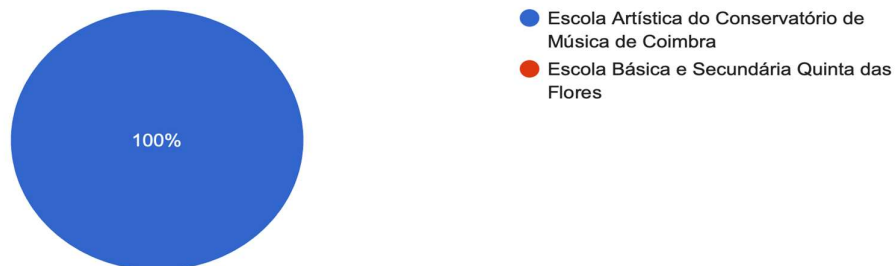 100%
Escola Artística do Conservatório de
Música de Coimbra
Escola Básica e Secundária Quinta das
Flores